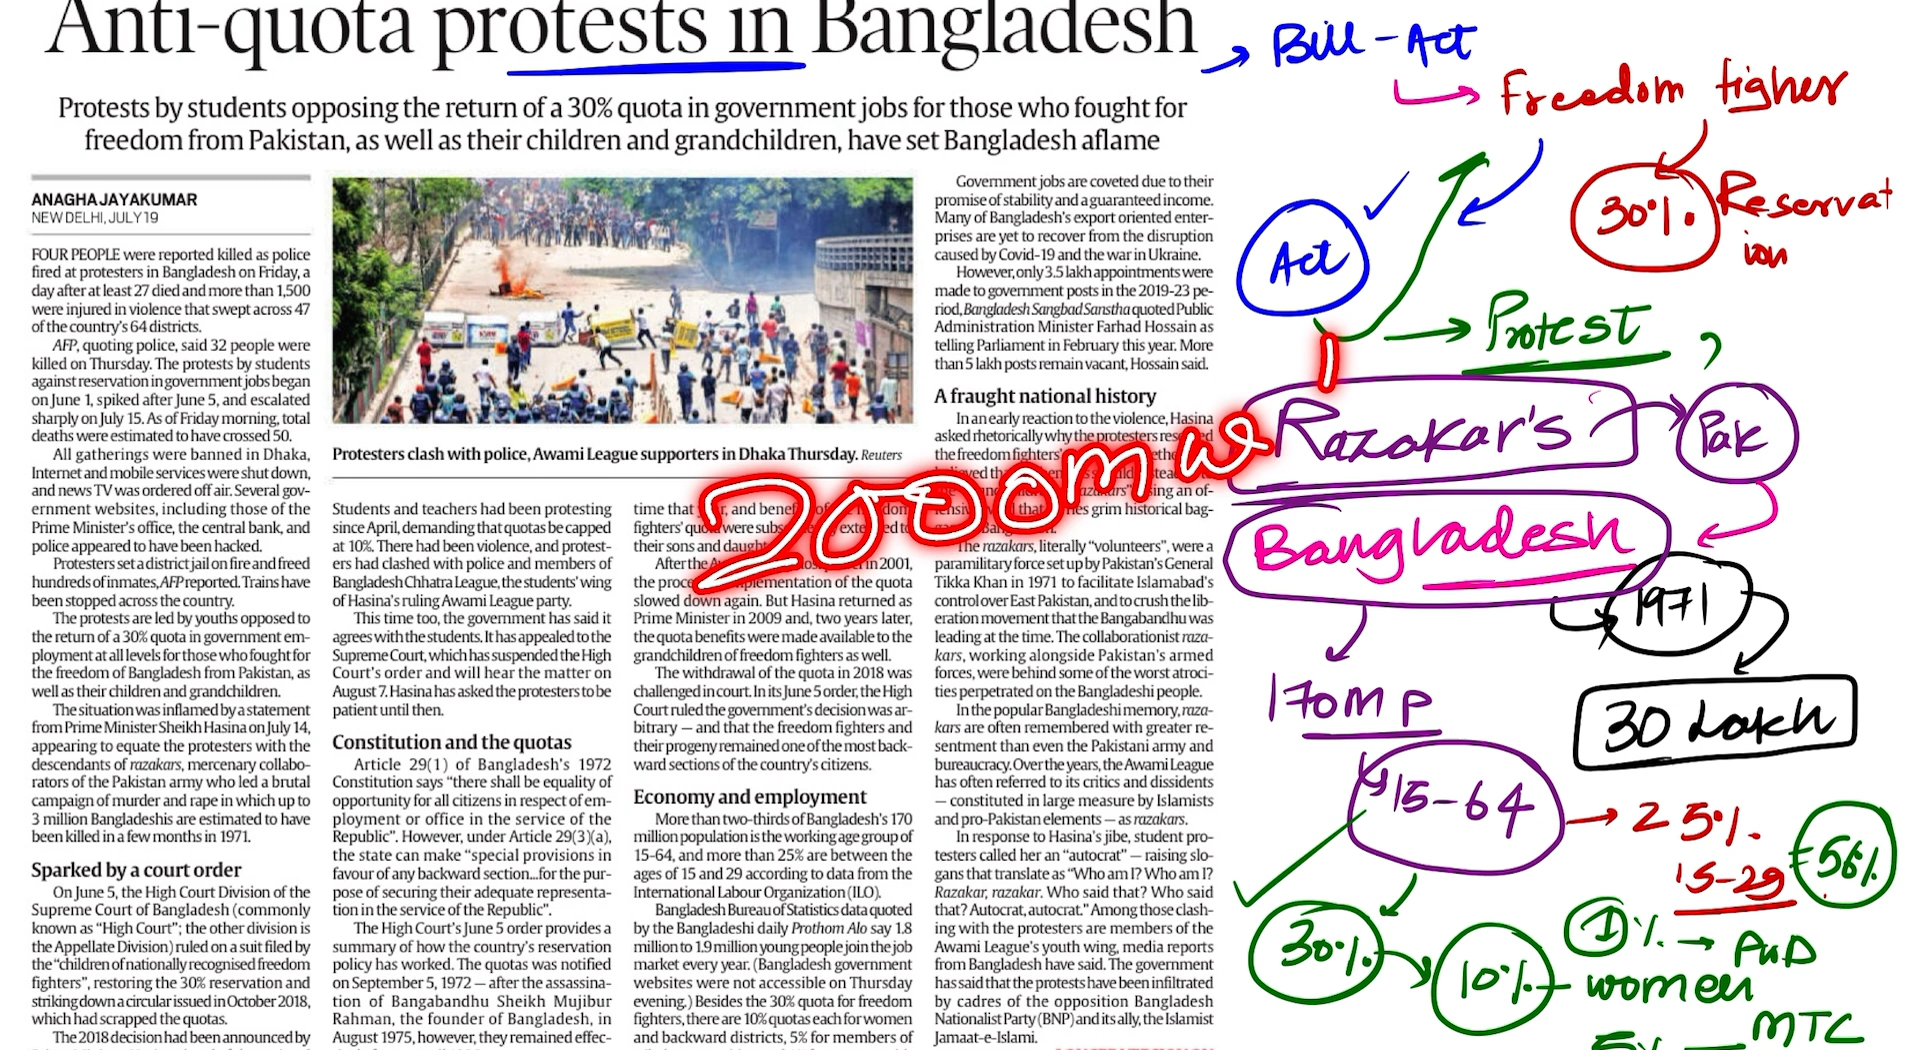 Anti-quota protests in Bangladesh
Protests by students opposing the return of a 30% quota in government jobs for those who fought for
freedom from Pakistan, as well as their children and grandchildren, have set Bangladesh aflame
ANAGHA JAYAKUMAR
NEW DELHI, JULY 19
FOUR PEOPLE were reported killed as police
fired at protesters in Bangladesh on Friday, a
day after at least 27 died and more than 1,500
were injured in violence that swept across 47
of the country's 64 districts.
AFP, quoting police, said 32 people were
killed on Thursday. The protests by students
against reservation in government jobs began
on June 1, spiked after June 5, and escalated
sharply on July 15. As of Friday morning, total
deaths were estimated to have crossed 50.
All gatherings were banned in Dhaka,
Internet and mobile services were shut down,
and news TV was ordered off air. Several gov-
ernment websites, including those of the
Prime Minister's office, the central bank, and
police appeared to have been hacked.
Protesters set a district jail on fire and freed
hundreds of inmates, AFP reported. Trains have
been stopped across the country.
The protests are led by youths opposed to
the return of a 30% quota in government em-
ployment at all levels for those who fought for
the freedom of Bangladesh from Pakistan, as
well as their children and grandchildren.
The situation was inflamed by a statement
from Prime Minister Sheikh Hasina on July 14,
appearing to equate the protesters with the
descendants of razakars, mercenary collabo-
rators of the Pakistan army who led a brutal
campaign of murder and rape in which up to
3 million Bangladeshis are estimated to have
been killed in a few months in 1971.
Sparked by a court order
On June 5, the High Court Division of the
Supreme Court of Bangladesh (commonly
known as "High Court"; the other division is
the Appellate Division) ruled on a suit filed by
the "children of nationally recognised freedom
fighters", restoring the 30% reservation and
striking down a circular issued in October 2018,
which had scrapped the quotas.
The 2018 decision had been announced by
Protesters clash with police, Awami League supporters in Dhaka Thursday. Reuters
Students and teachers had been protesting
since April, demanding that quotas be capped
at 10%. There had been violence, and protest-
ers had clashed with police and members of
Bangladesh Chhatra League, the students' wing
of Hasina's ruling Awami League party.
This time too, the government has said it
agrees with the students. It has appealed to the
Supreme Court, which has suspended the High
Court's order and will hear the matter on
August 7. Hasina has asked the protesters to be
patient until then.
Constitution and the quotas
Article 29(1) of Bangladesh's 1972
Constitution says "there shall be equality of
opportunity for all citizens in respect of em-
ployment or office in the service of the
Republic". However, under Article 29(3)(a),
the state can make "special provisions in
favour of any backward section...for the pur-
pose of securing their adequate representa-
tion in the service of the Republic".
The High Court's June 5 order provides a
summary of how the country's reservation
policy has worked. The quotas was notified
on September 5, 1972 — after the assassina-
tion of Bangabandhu Sheikh Mujibur
Rahman, the founder of Bangladesh, in
August 1975, however, they remained effec-
time that and
fighters' quota were to
their sons and
After the in 2001,
the implementation of the quota
slowed down again. But Hasina returned as
Prime Minister in 2009 and, two years later,
the quota benefits were made available to the
grandchildren of freedom fighters as well.
The withdrawal of the quota in 2018 was
challenged in court. In its June 5 order, the High
Court ruled the government's decision was ar-
bitrary — and that the freedom fighters and
their progeny remained one of the most back-
ward sections of the country's citizens.
Economy and employment
More than two-thirds of Bangladesh's 170
million population is the working age group of
15-64, and more than 25% are between the
ages of 15 and 29 according to data from the
International Labour Organization (ILO).
Bangladesh Bureau of Statistics data quoted
by the Bangladeshi daily Prothom Alo say 1.8
million to 1.9 million young people join the job
market every year. (Bangladesh government
websites were not accessible on Thursday
evening.) Besides the 30% quota for freedom
fighters, there are 10% quotas each for women
and backward districts, 5% for members of
Government jobs are coveted due to their
promise of stability and a guaranteed income.
Many of Bangladesh's export oriented enter-
prises are yet to recover from the disruption
caused by Covid-19 and the war in Ukraine.
However, only 3.5 lakh appointments were
made to government posts in the 2019-23 pe-
riod, Bangladesh Sangbad Sanstha quoted Public
Administration Minister Farhad Hossain as
telling Parliament in February this year. More
than 5 lakh posts remain vacant, Hossain said.
A fraught national history
In an early reaction to the violence, Hasina
asked rhetorically why the protesters
the freedom fighters'
using an of-
that grim historical bag-
The razakars, literally "volunteers", were a
paramilitary force set up by Pakistan's General
Tikka Khan in 1971 to facilitate Islamabad's
control over East Pakistan, and to crush the lib-
eration movement that the Bangabandhu was
leading at the time. The collaborationist raza-
kars, working alongside Pakistan's armed
forces, were behind some of the worst atroci-
ties perpetrated on the Bangladeshi people.
In the popular Bangladeshi memory, raza-
kars are often remembered with greater re-
sentment than even the Pakistani army and
bureaucracy. Over the years, the Awami League
has often referred to its critics and dissidents
— constituted in large measure by Islamists
and pro-Pakistan elements — as razakars.
In response to Hasina's jibe, student pro-
testers called her an "autocrat" — raising slo-
gans that translate as "Who am I? Who am I?
Razakar, razakar. Who said that? Who said
that? Autocrat, autocrat." Among those clash-
ing with the protesters are members of the
Awami League's youth wing, media reports
from Bangladesh have said. The government
has said that the protests have been infiltrated
by cadres of the opposition Bangladesh
Nationalist Party (BNP) and its ally, the Islamist
Jamaat-e-Islami.
Bill - Act
Freedom figher
30%. Reservat
ion
Act
Protest
Razakar's
Pak
Bangladesh
1971
170 m p
30 Lakh
15-64
25%.
15-29
56%
30%.
10%. women
1%. → PWD
5%